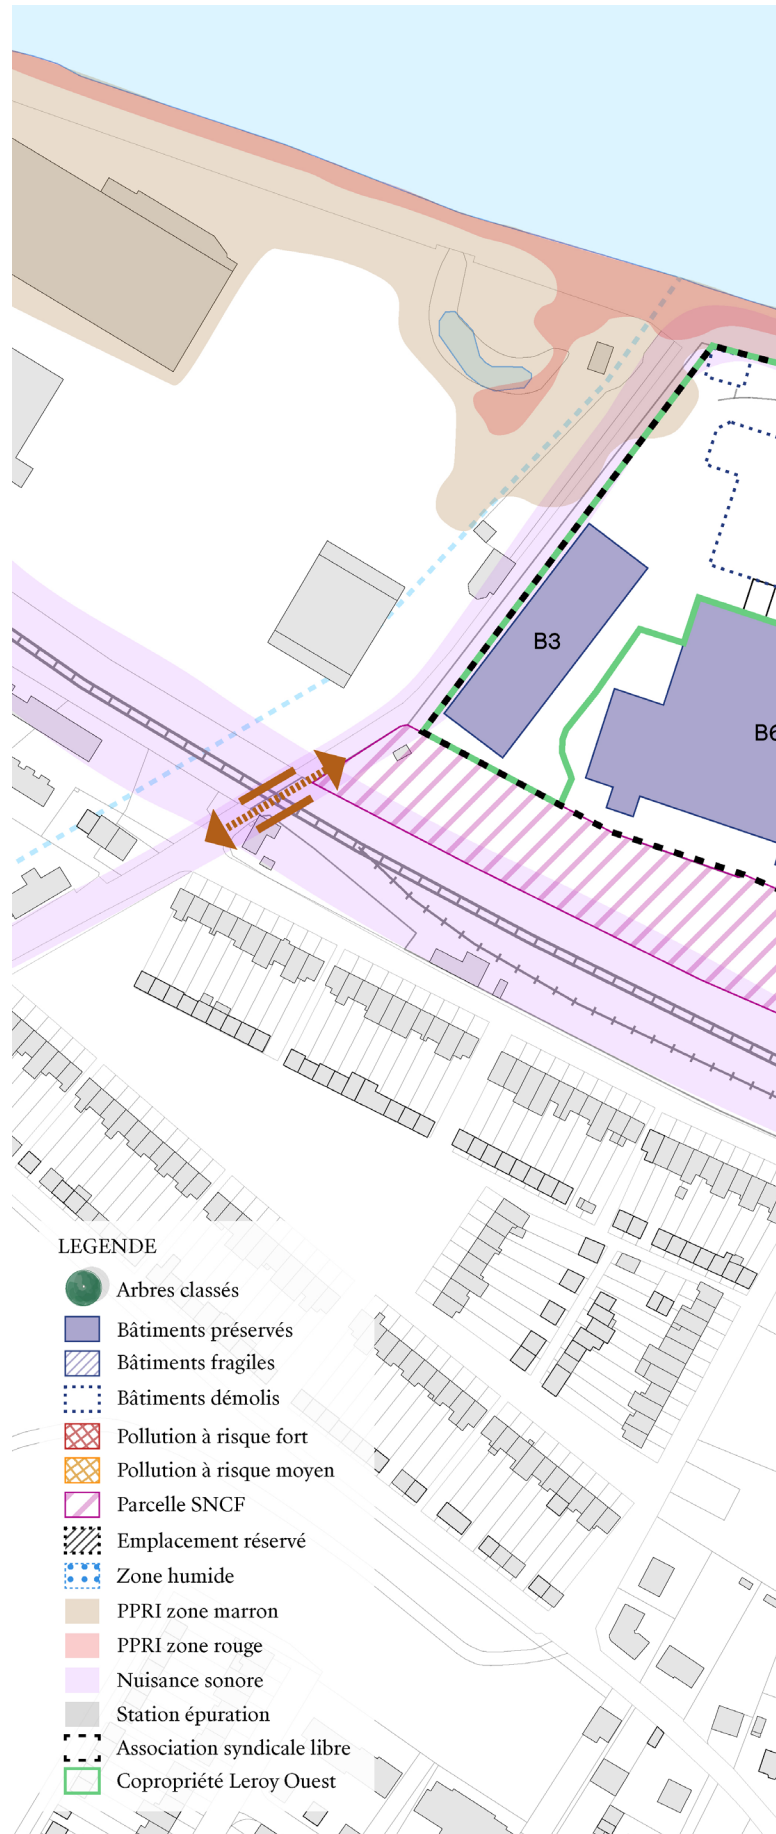 B3
B6
LEGENDE
Arbres classés
Bâtiments préservés
Bâtiments fragiles
Bâtiments démolis
Pollution à risque fort
Pollution à risque moyen
Parcelle SNCF
Emplacement réservé
Zone humide
PPRI zone marron
PPRI zone rouge
Nuisance sonore
Station épuration
Association syndicale libre
Copropriété Leroy Ouest